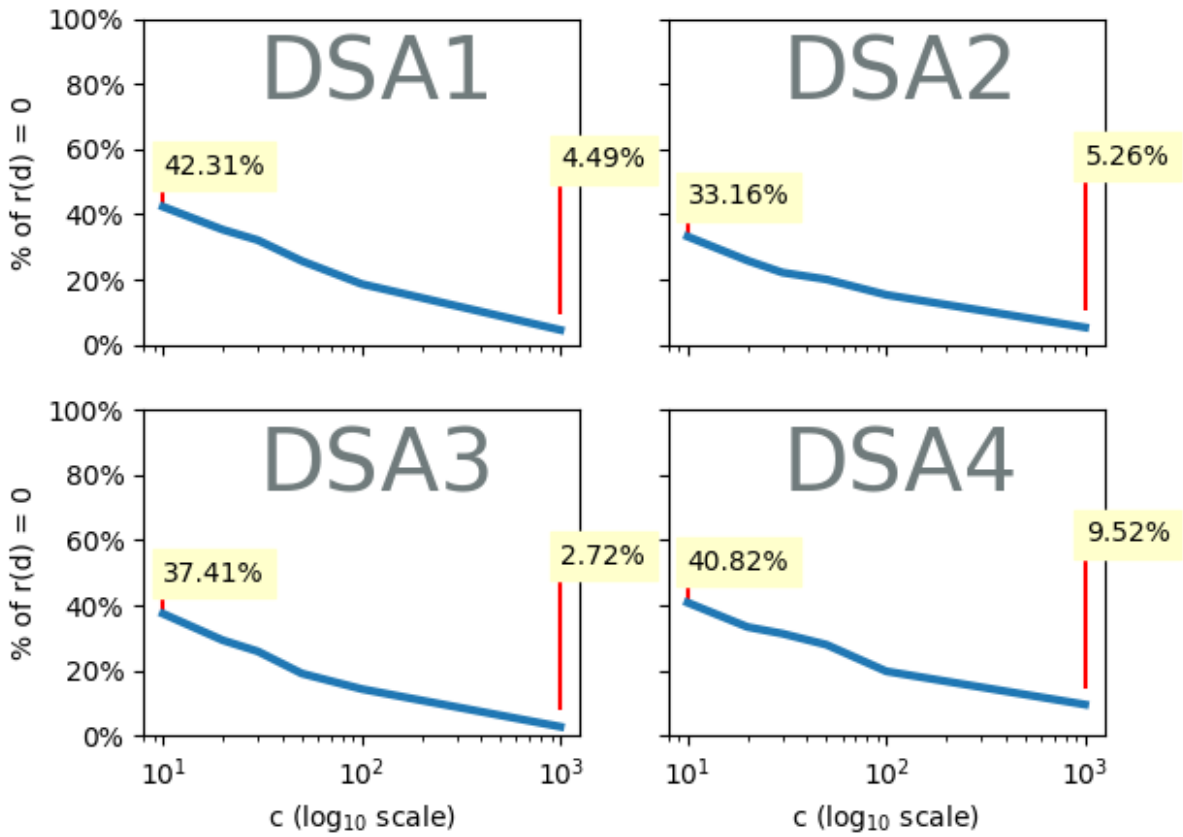 100%
80%
60%
40%
20%
0%
% of r(d) = 0
DSA1
42.31%
4.49%
DSA2
33.16%
5.26%
100%
80%
60%
40%
20%
0%
% of r(d) = 0
DSA3
37.41%
2.72%
10¹ 10² 10³
c (log₁₀ scale)
DSA4
40.82%
9.52%
10¹ 10² 10³
c (log₁₀ scale)